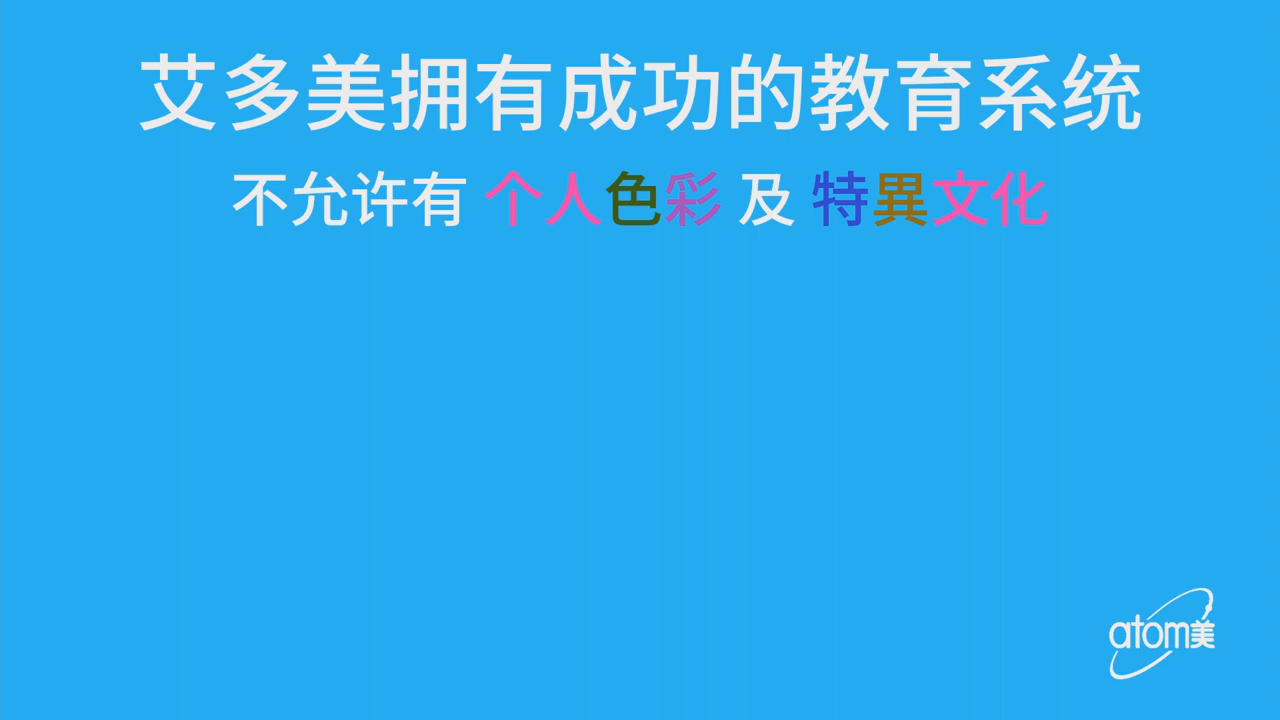 艾多美拥有成功的教育系统
不允许有 个人色彩 及 特異文化
atom美